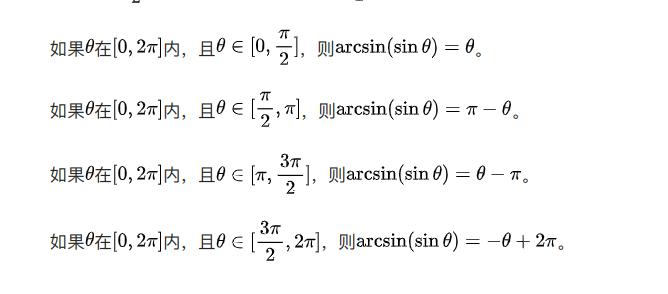 如果θ在[0, 2π]内，且θ ∈ [0, π/2]，则arcsin(sin θ) = θ。
如果θ在[0, 2π]内，且θ ∈ [π/2, π]，则arcsin(sin θ) = π − θ。
如果θ在[0, 2π]内，且θ ∈ [π, 3π/2]，则arcsin(sin θ) = θ − π。
如果θ在[0, 2π]内，且θ ∈ [3π/2, 2π]，则arcsin(sin θ) = −θ + 2π。